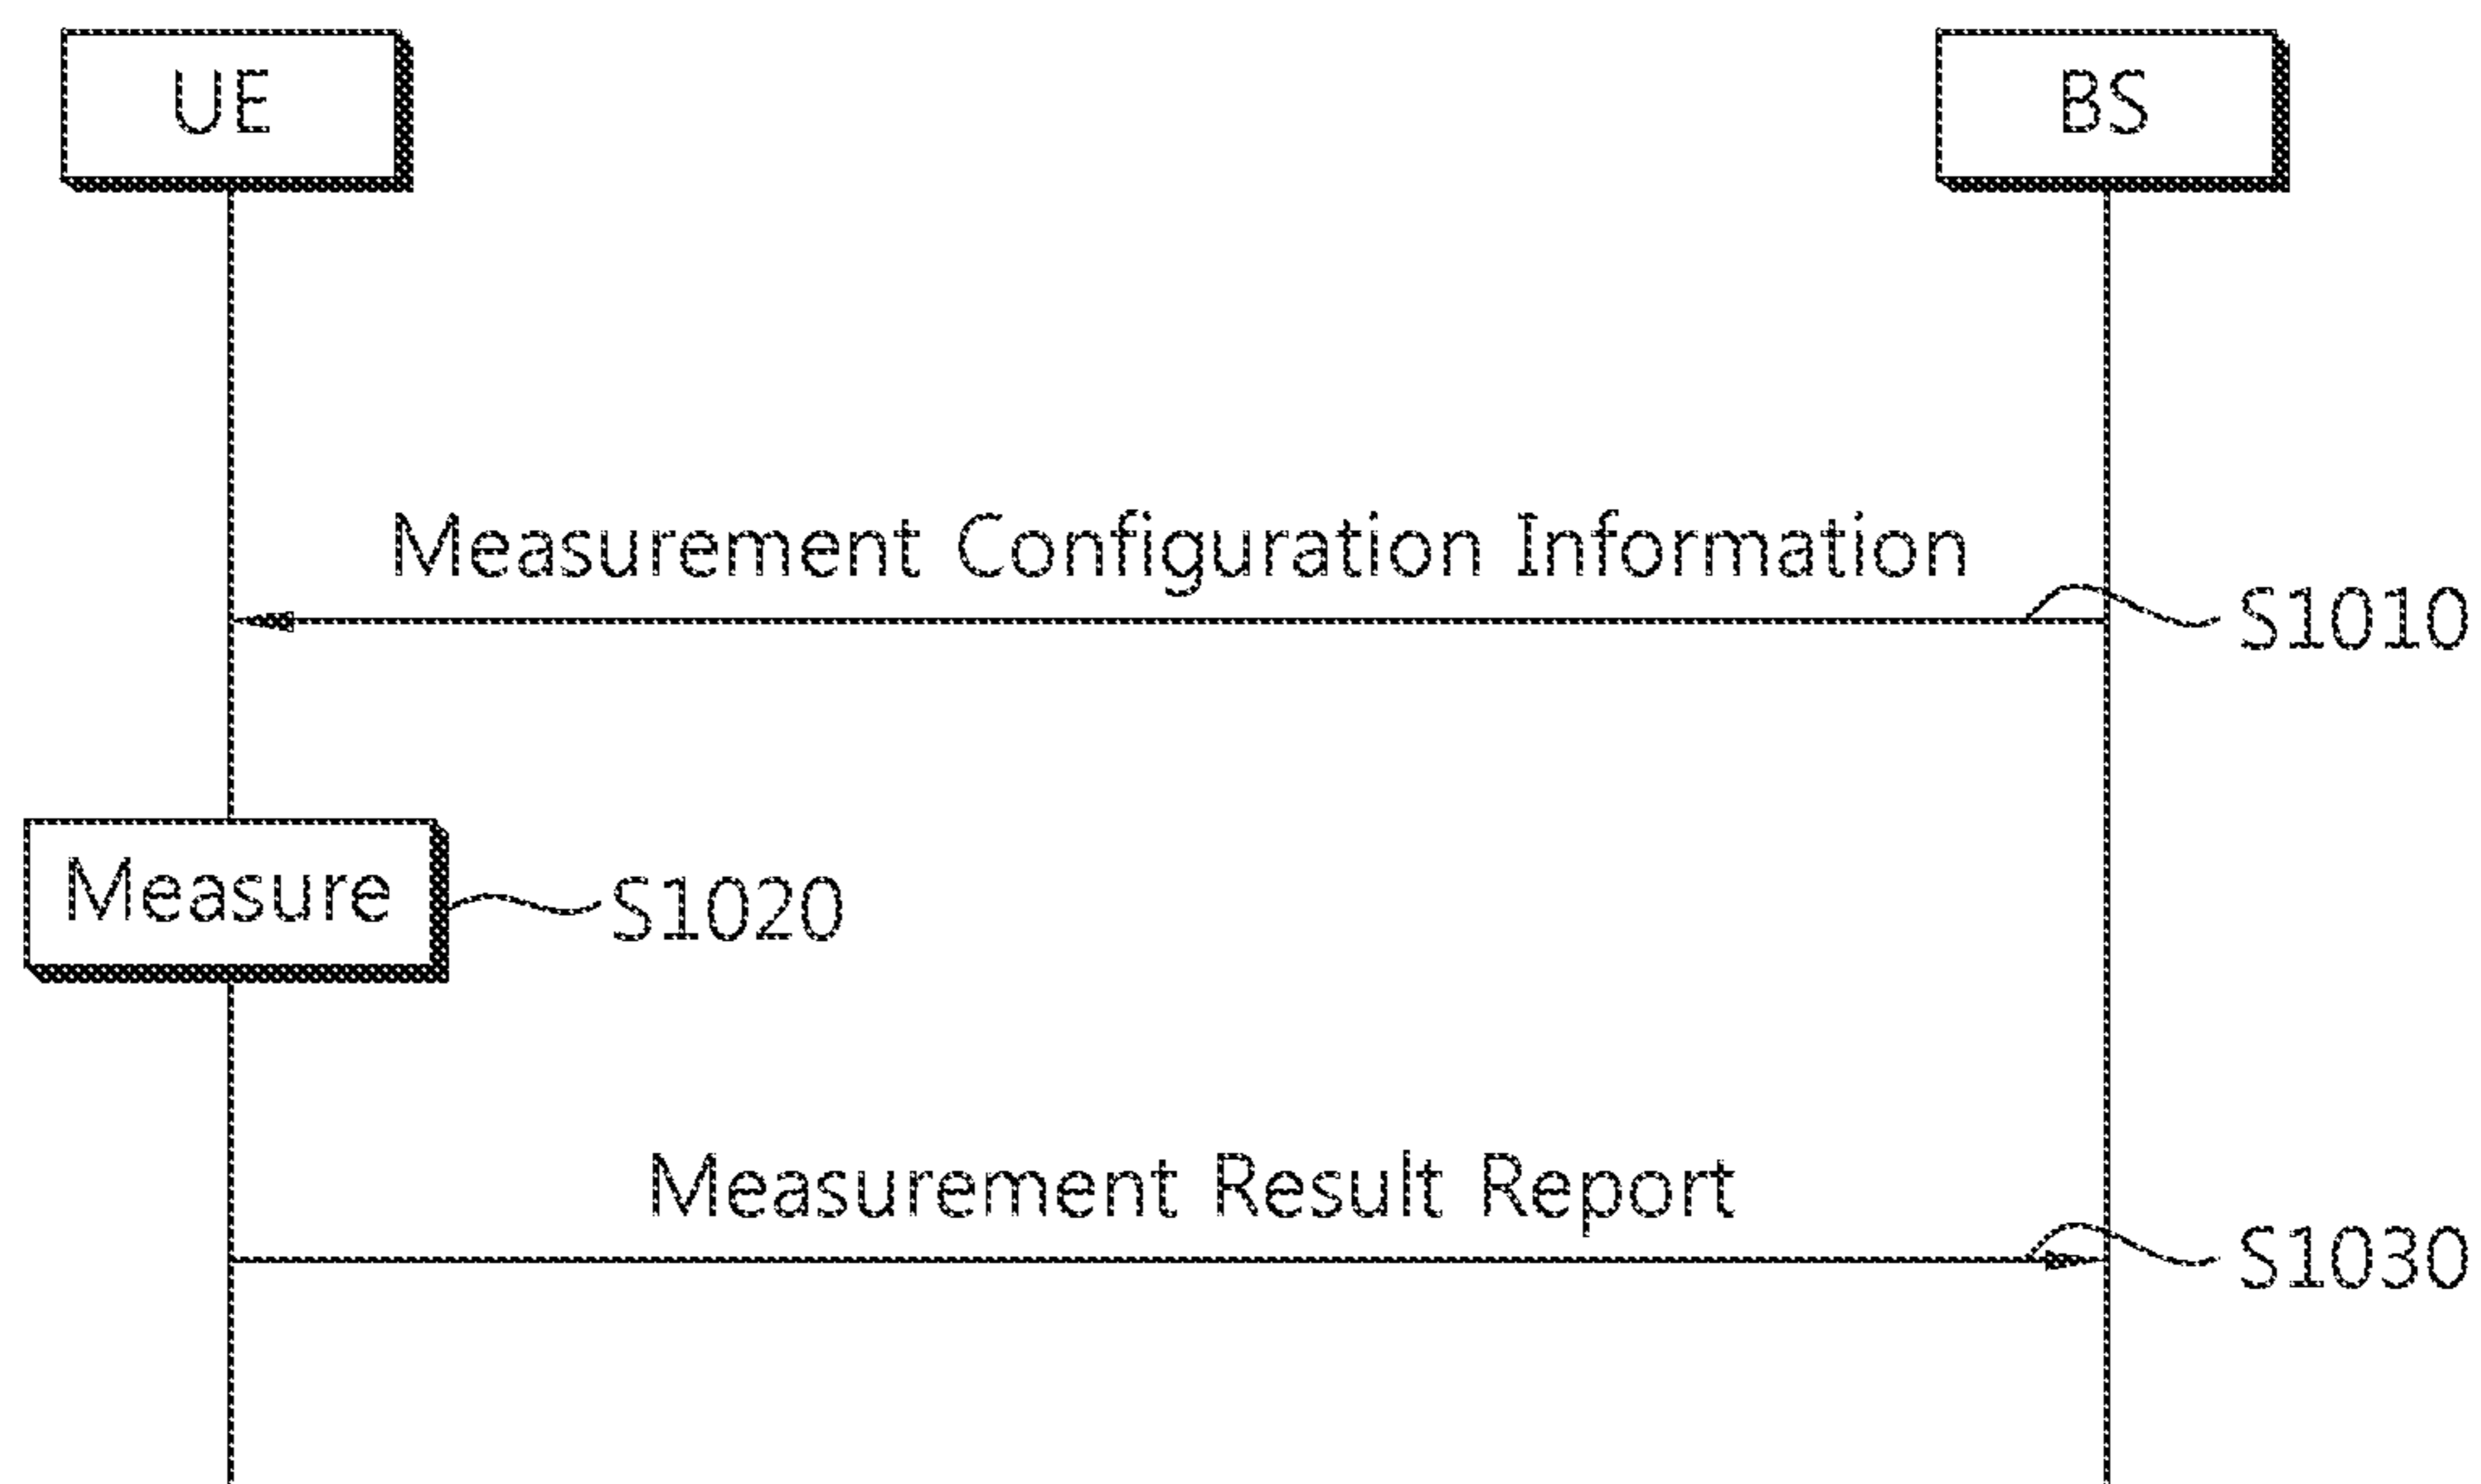 UE
BS
Measurement Configuration Information
S1010
Measure
S1020
Measurement Result Report
S1030